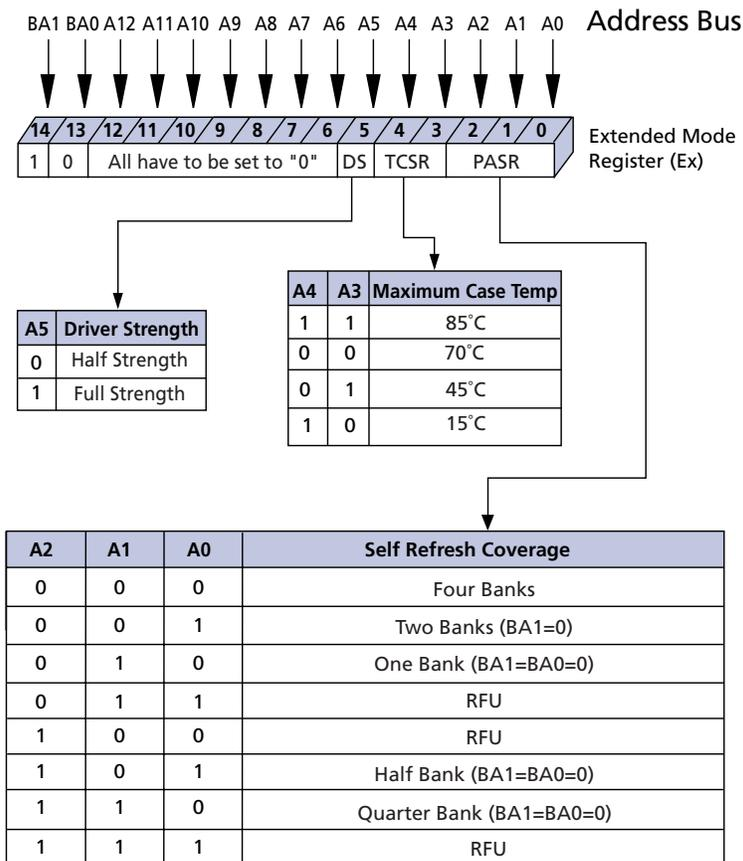 BA1 BA0 A12 A11 A10 A9 A8 A7 A6 A5 A4 A3 A2 A1 A0 Address Bus
14 13 12 11 10 9 8 7 6 5 4 3 2 1 0
Extended Mode
Register (Ex)
1 0 All have to be set to "0" DS TCSR PASR
A4 A3 Maximum Case Temp
1 1 85°C
0 0 70°C
0 1 45°C
1 0 15°C
A5 Driver Strength
0 Half Strength
1 Full Strength
A2 A1 A0 Self Refresh Coverage
0 0 0 Four Banks
0 0 1 Two Banks (BA1=0)
0 1 0 One Bank (BA1=BA0=0)
0 1 1 RFU
1 0 0 RFU
1 0 1 Half Bank (BA1=BA0=0)
1 1 0 Quarter Bank (BA1=BA0=0)
1 1 1 RFU